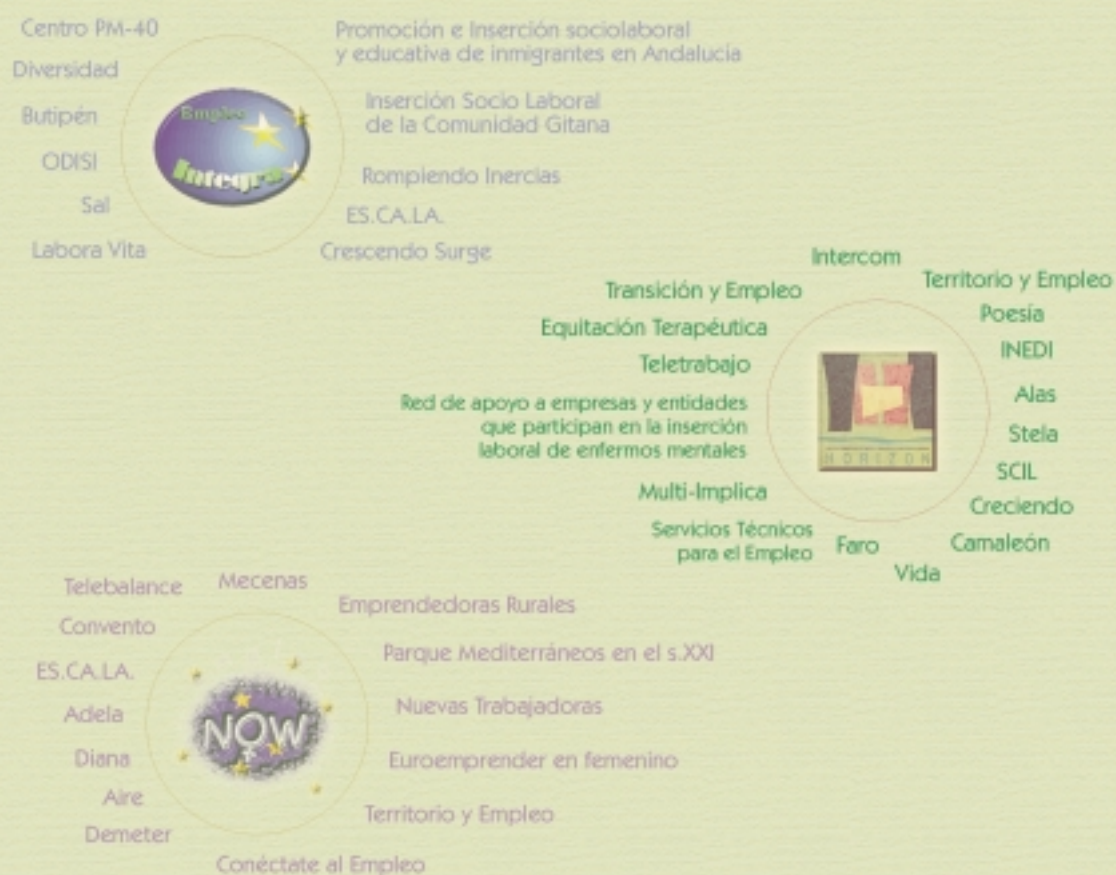 Centro PM-40
Diversidad
Butipén
ODISI
Sal
Labora Vita
Empleo
Integra
Promoción e Inserción sociolaboral
y educativa de inmigrantes en Andalucía
Inserción Socio Laboral
de la Comunidad Gitana
Rompiendo Inercias
ES.CA.LA.
Crescendo Surge
Intercom
Transición y Empleo
Equitación Terapéutica
Teletrabajo
Red de apoyo a empresas y entidades
que participan en la inserción
laboral de enfermos mentales
Multi-Implica
Servicios Técnicos
para el Empleo
Faro
Vida
HORIZON
Territorio y Empleo
Poesía
INEDI
Alas
Stela
SCIL
Creciendo
Camaleón
Telebalance
Mecenas
Convento
ES.CA.LA.
Adela
Diana
Aire
Demeter
NOW
Emprendedoras Rurales
Parque Mediterráneos en el s.XXI
Nuevas Trabajadoras
Euroemprender en femenino
Territorio y Empleo
Conéctate al Empleo